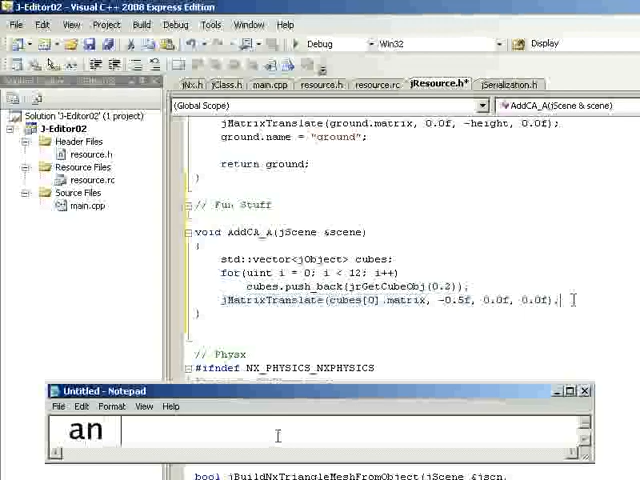 J-Editor02 - Visual C++ 2008 Express Edition
File Edit View Project Build Debug Tools Window Help
Debug Win32 Display
jNx.h jClass.h main.cpp resource.h resource.rc jResource.h* jSerialization.h
(Global Scope) AddCA_A(jScene & scene)
Solution 'J-Editor02' (1 project)
J-Editor02
Header Files
resource.h
Resource Files
resource.rc
Source Files
main.cpp
jMatrixTranslate(ground.matrix, 0.0f, -height, 0.0f);
ground.name = "ground";
return ground;
}
// Fun Stuff
void AddCA_A(jScene &scene)
{
std::vector<jObject> cubes;
for(uint i = 0; i < 12; i++)
cubes.push_back(jrGetCubeObj(0.2));
jMatrixTranslate(cubes[0].matrix, -0.5f, 0.0f, 0.0f);
}
// Physx
#ifndef NX_PHYSICS_NXPHYSICS
Untitled - Notepad
File Edit Format View Help
an
bool jBuildNxTriangleMeshFromObject(jScene &jscn,